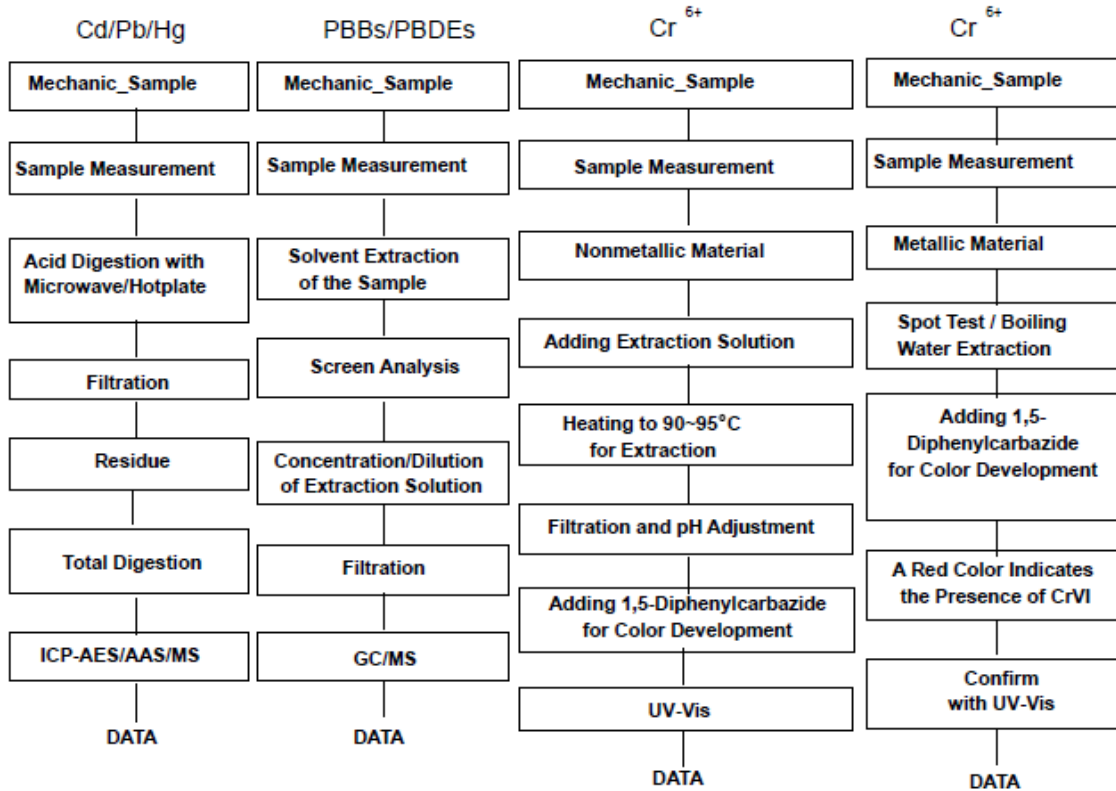 Cd/Pb/Hg
Mechanic_Sample
Sample Measurement
Acid Digestion with
Microwave/Hotplate
Filtration
Residue
Total Digestion
ICP-AES/AAS/MS
DATA
PBBs/PBDEs
Mechanic_Sample
Sample Measurement
Solvent Extraction
of the Sample
Screen Analysis
Concentration/Dilution
of Extraction Solution
Filtration
GC/MS
DATA
Cr 6+
Mechanic_Sample
Sample Measurement
Nonmetallic Material
Adding Extraction Solution
Heating to 90~95°C
for Extraction
Filtration and pH Adjustment
Adding 1,5-Diphenylcarbazide
for Color Development
UV-Vis
DATA
Cr 6+
Mechanic_Sample
Sample Measurement
Metallic Material
Spot Test / Boiling
Water Extraction
Adding 1,5-
Diphenylcarbazide
for Color Development
A Red Color Indicates
the Presence of CrVI
Confirm
with UV-Vis
DATA